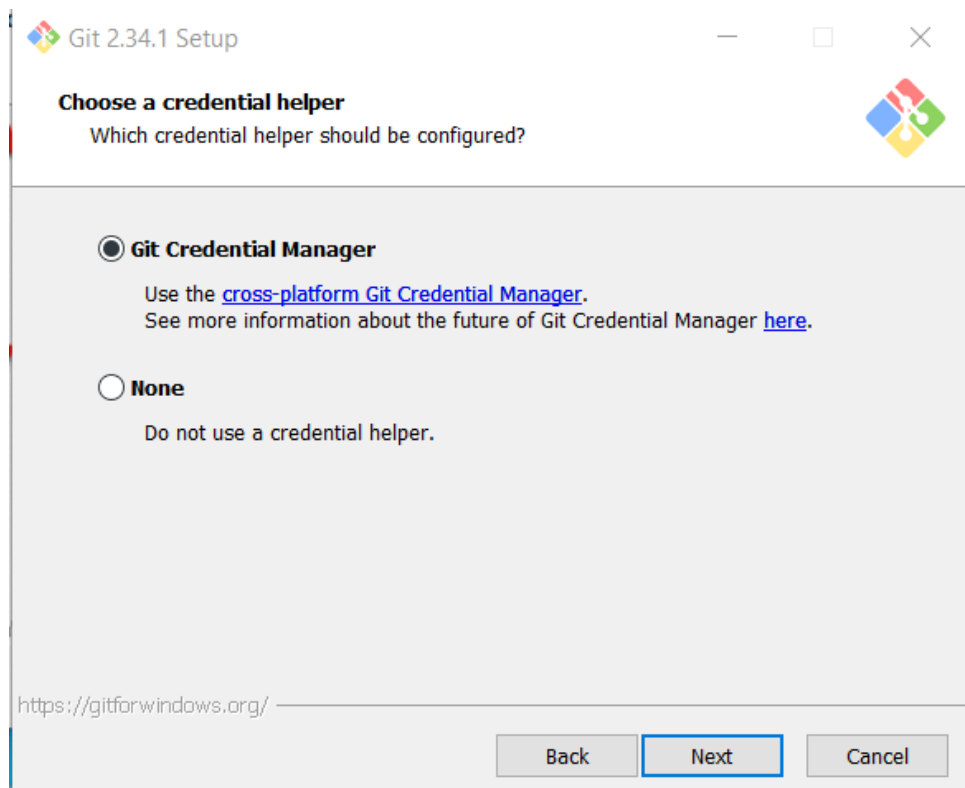 Git 2.34.1 Setup
Choose a credential helper
Which credential helper should be configured?
Git Credential Manager
Use the cross-platform Git Credential Manager.
See more information about the future of Git Credential Manager here.
None
Do not use a credential helper.
https://gitforwindows.org/
Back Next Cancel